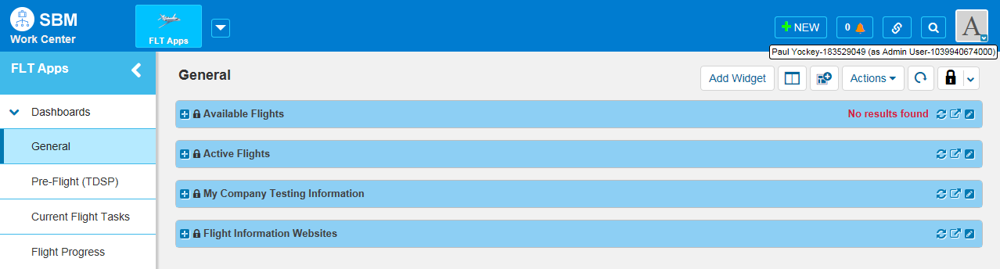 SBM
Work Center
FLT Apps
NEW
0
A
Paul Yockey-183529049 (as Admin User-1039940674000)
FLT Apps
Dashboards
General
Pre-Flight (TDSP)
Current Flight Tasks
Flight Progress
General
Add Widget
Actions
Available Flights
No results found
Active Flights
My Company Testing Information
Flight Information Websites